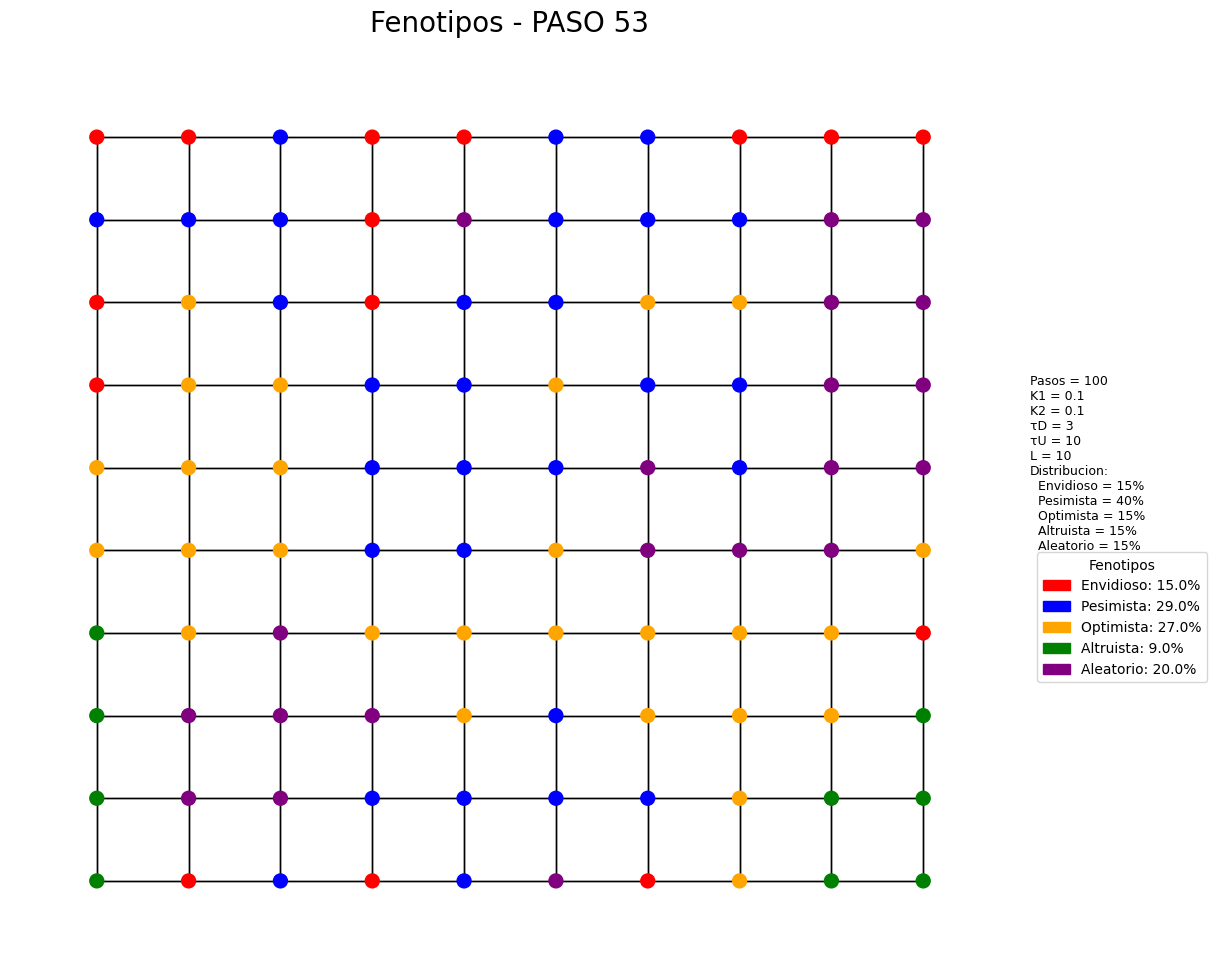 Fenotipos - PASO 53
Pasos = 100
K1 = 0.1
K2 = 0.1
τD = 3
τU = 10
L = 10
Distribucion:
Envidioso = 15%
Pesimista = 40%
Optimista = 15%
Altruista = 15%
Aleatorio = 15%
Fenotipos
Envidioso: 15.0%
Pesimista: 29.0%
Optimista: 27.0%
Altruista: 9.0%
Aleatorio: 20.0%